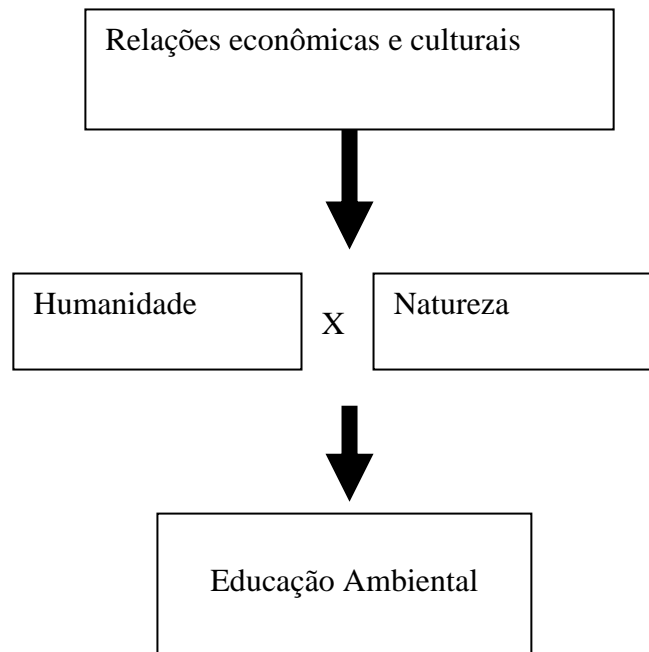 Relações econômicas e culturais
Humanidade
X
Natureza
Educação Ambiental